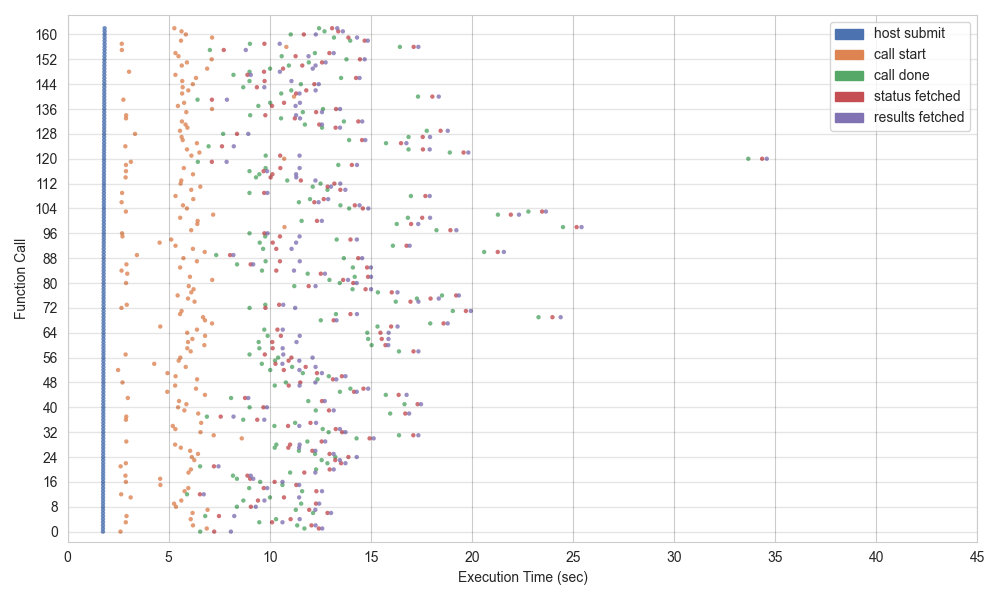 host submit
call start
call done
status fetched
results fetched
Function Call
160
152
144
136
128
120
112
104
96
88
80
72
64
56
48
40
32
24
16
8
0
0 5 10 15 20 25 30 35 40 45
Execution Time (sec)